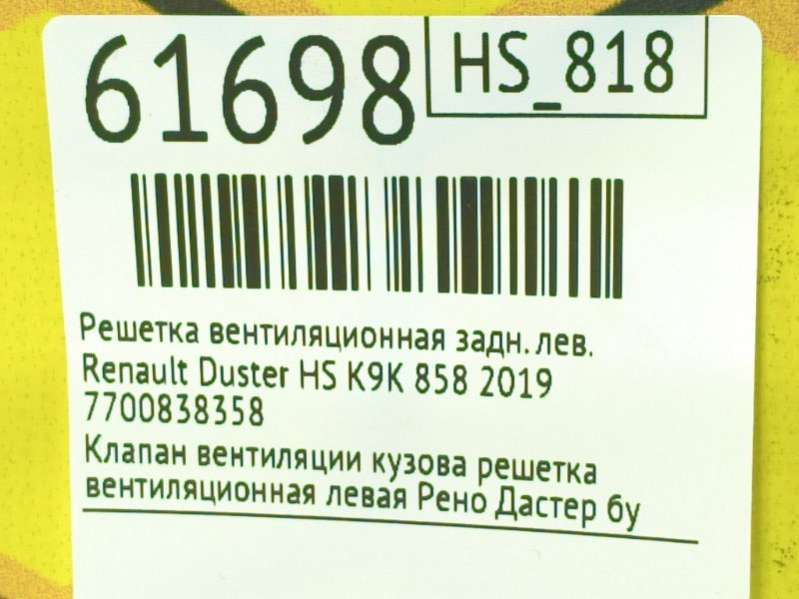 61698
HS_818
Решетка вентиляционная задн. лев.
Renault Duster HS K9K 858 2019
7700838358
Клапан вентиляции кузова решетка
вентиляционная левая Рено Дастер бу